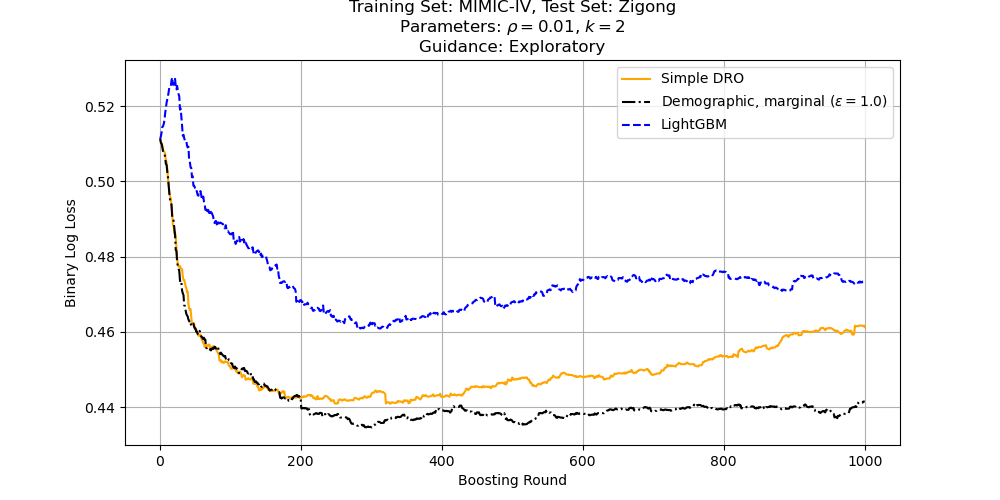 Training Set: MIMIC-IV, Test Set: Zigong
Parameters: ρ = 0.01, k = 2
Guidance: Exploratory
Simple DRO
Demographic, marginal (ε = 1.0)
LightGBM
Binary Log Loss
0.52
0.50
0.48
0.46
0.44
0
200
400
600
800
1000
Boosting Round